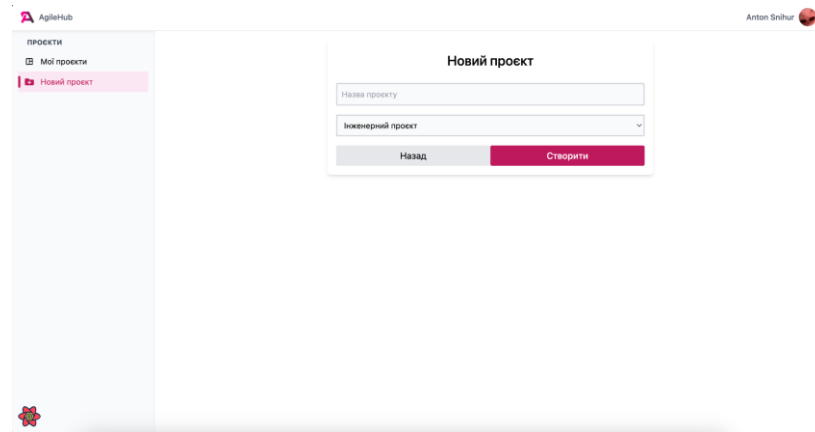 AgileHub
Anton Snihur
ПРОЄКТИ
Мої проєкти
Новий проєкт
Новий проєкт
Назва проєкту
Інженерний проєкт
Назад
Створити